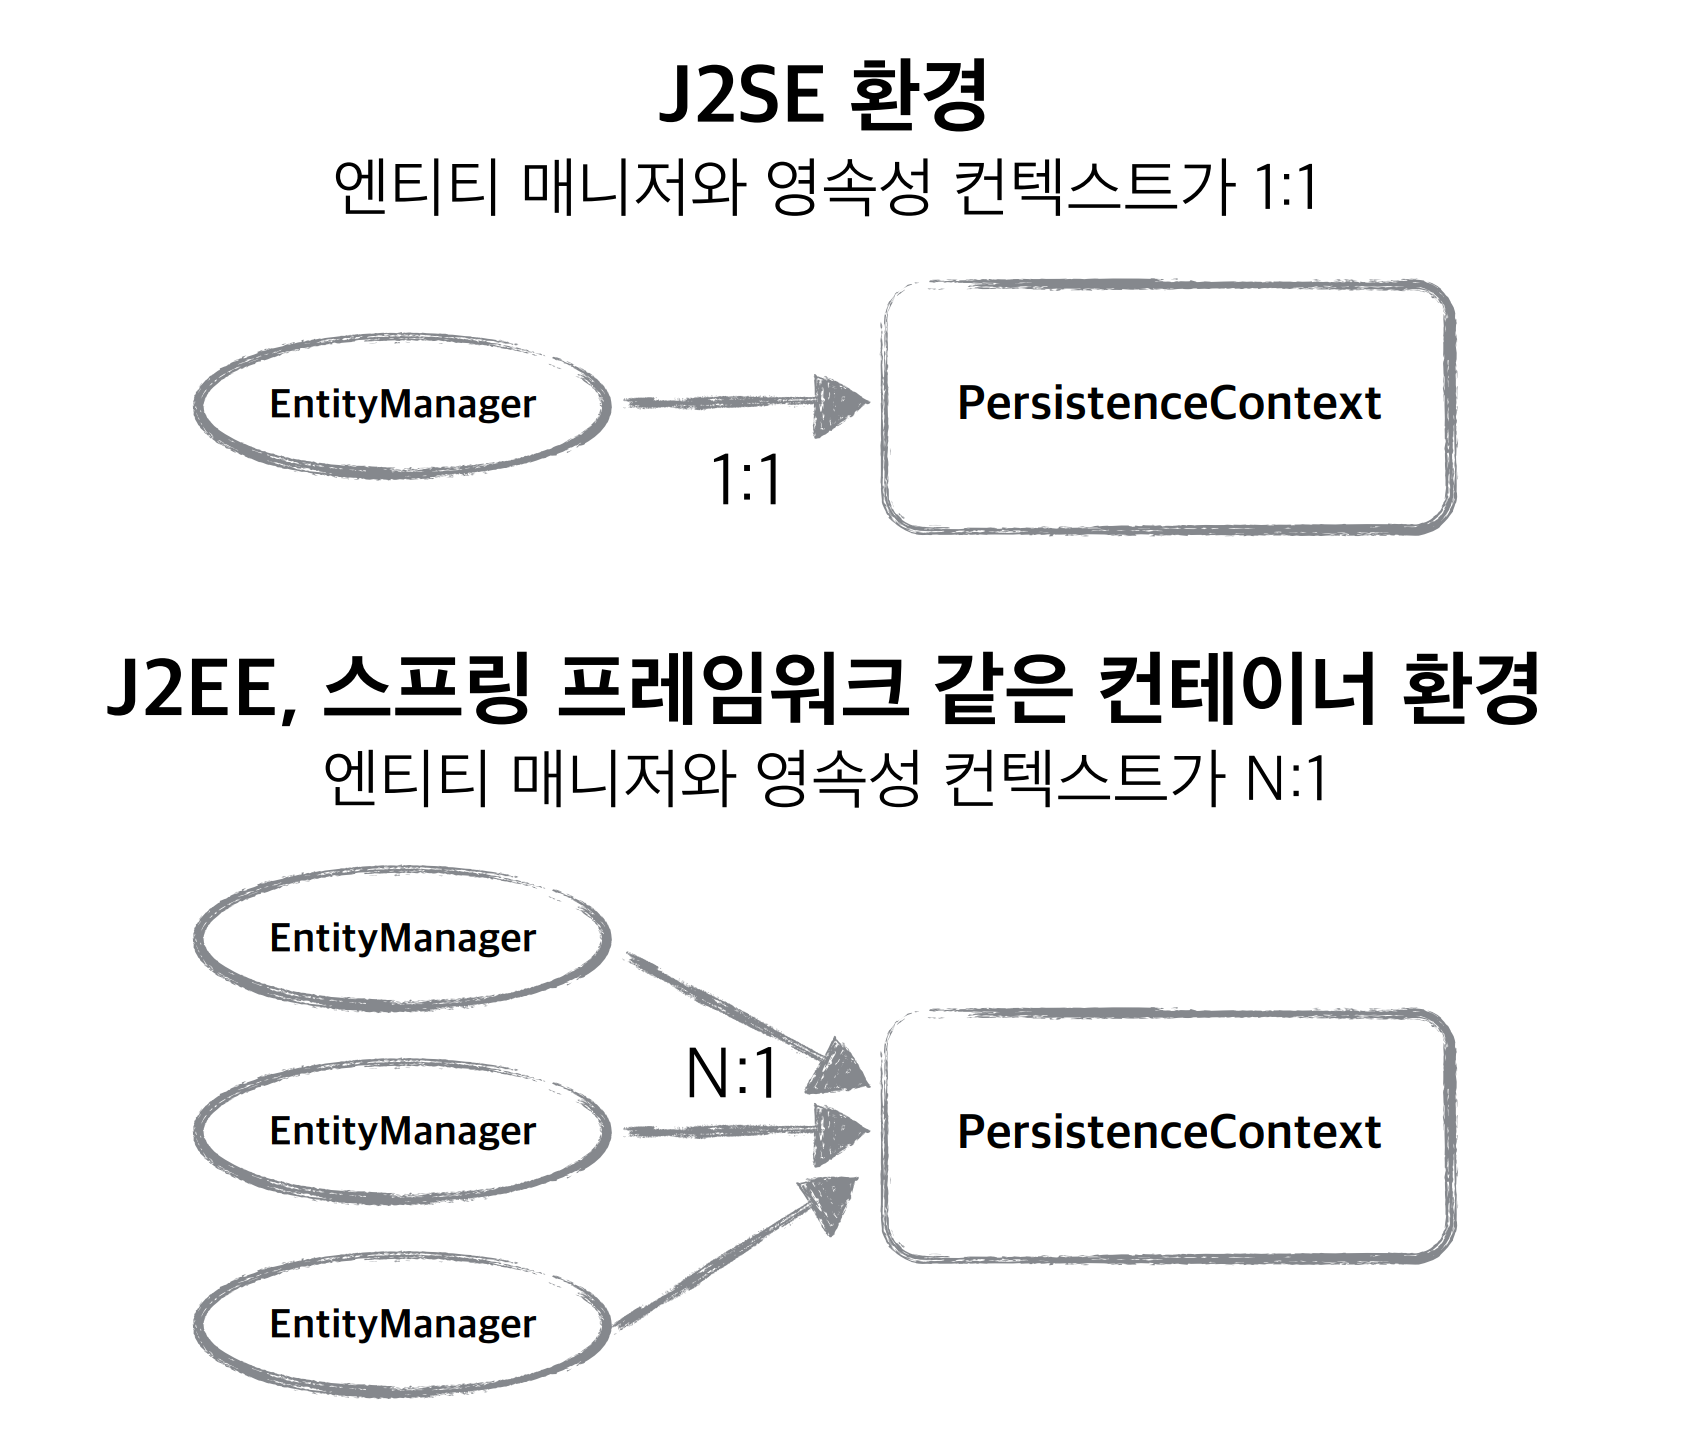 J2SE 환경
엔티티 매니저와 영속성 컨텍스트가 1:1
EntityManager
PersistenceContext
1:1
J2EE, 스프링 프레임워크 같은 컨테이너 환경
엔티티 매니저와 영속성 컨텍스트가 N:1
EntityManager
N:1
EntityManager
PersistenceContext
EntityManager